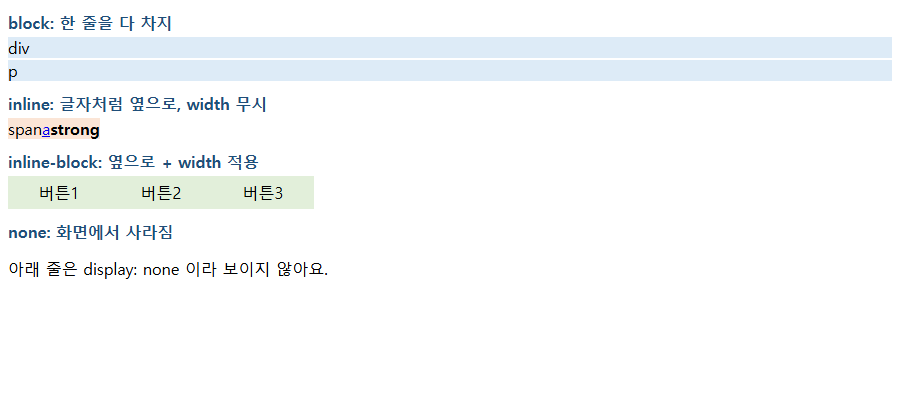 block: 한 줄을 다 차지
div
p
inline: 글자처럼 옆으로, width 무시
spanastrong
inline-block: 옆으로 + width 적용
버튼1 버튼2 버튼3
none: 화면에서 사라짐
아래 줄은 display: none 이라 보이지 않아요.